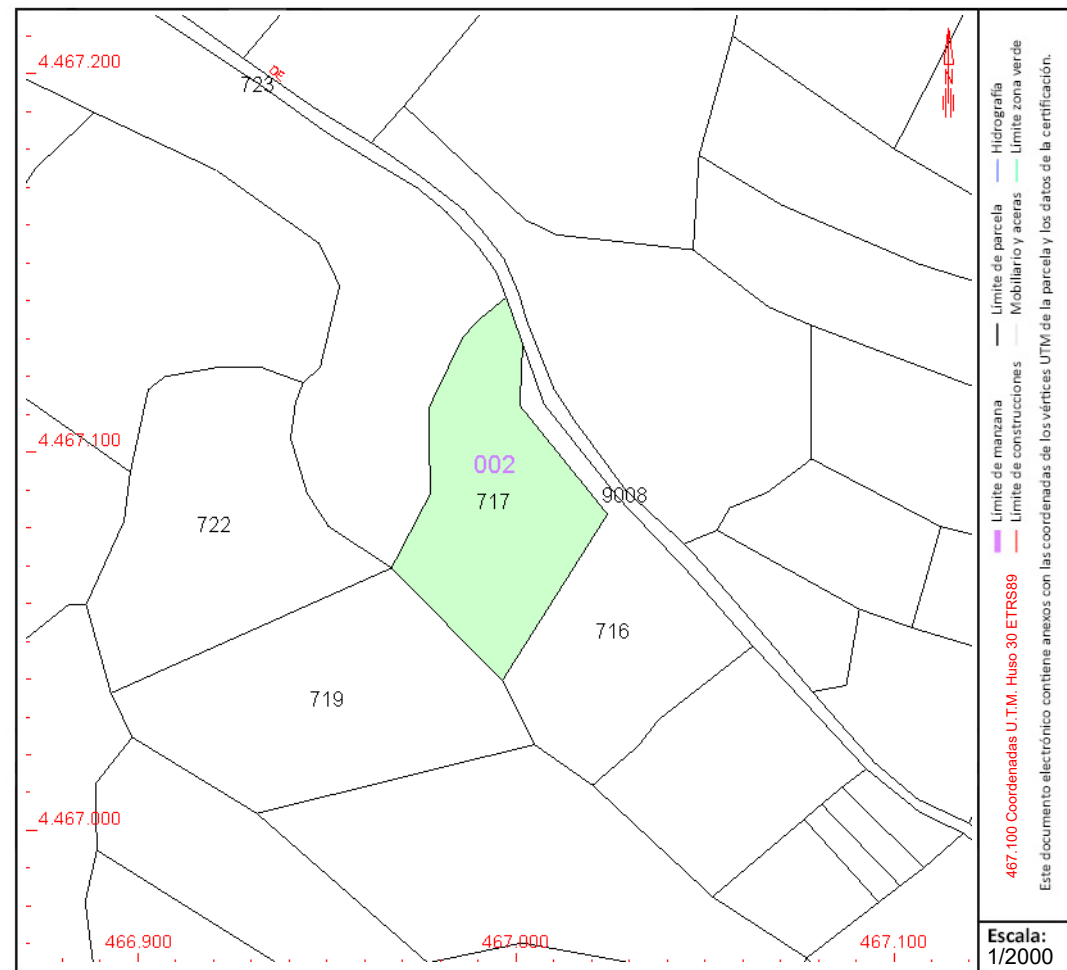 4.467.200
DE
723
4.467.100
002
717
9008
722
716
719
4.467.000
466.900
467.000
467.100
N
467.100 Coordenadas U.T.M. Huso 30 ETRS89
Límite de manzana
Límite de parcela
Hidrografía
Límite de construcciones
Mobiliario y aceras
Límite zona verde
Este documento electrónico contiene anexos con las coordenadas de los vértices UTM de la parcela y los datos de la certificación.
Escala:
1/2000